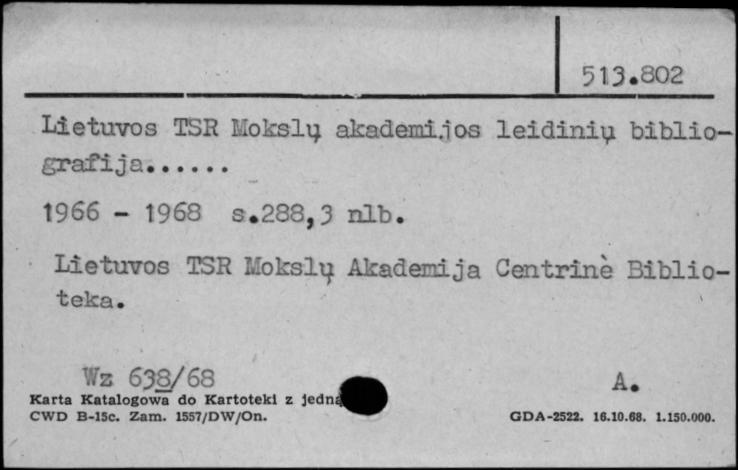 513.802
Lietuvos TSR Mokslų akademijos leidinių biblio-
grafija......
1966 - 1968 s.288,3 nlb.
Lietuvos TSR Mokslų Akademija Centrinė Biblio-
teka.
Wz 638/68 A.
Karta Katalogowa do Kartoteki z jedną
CWD B-15c. Zam. 1557/DW/On. GDA-2522. 16.10.68. 1.150.000.